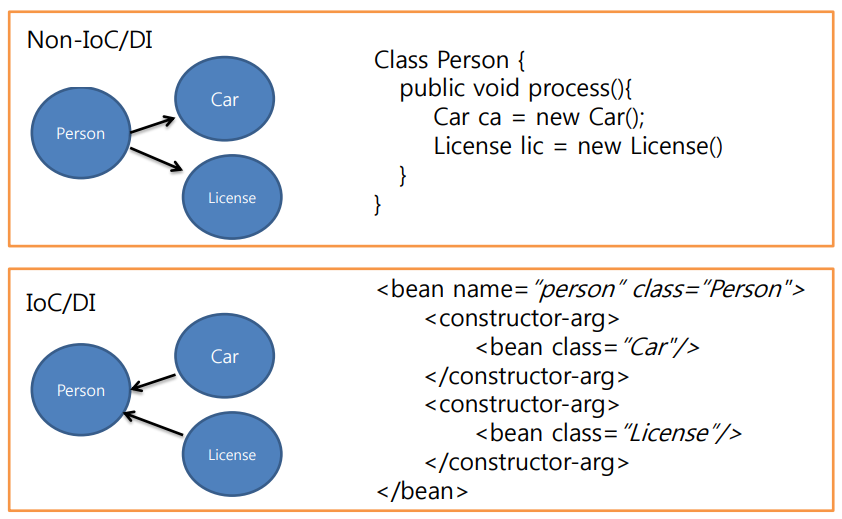 Non-IoC/DI
Person
Car
License
Class Person {
public void process(){
Car ca = new Car();
License lic = new License()
}
}
IoC/DI
Person
Car
License
<bean name=“person” class=“Person">
<constructor-arg>
<bean class=“Car"/>
</constructor-arg>
<constructor-arg>
<bean class=“License”/>
</constructor-arg>
</bean>